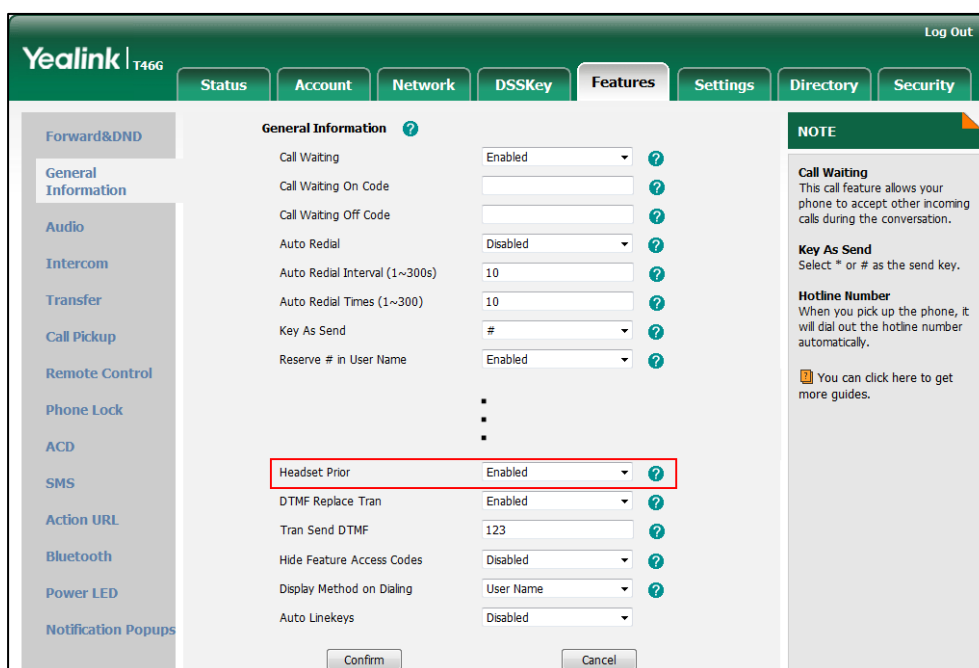 Log Out
Yealink | T46G
Status Account Network DSSKey Features Settings Directory Security
Forward&DND
General
Information
Audio
Intercom
Transfer
Call Pickup
Remote Control
Phone Lock
ACD
SMS
Action URL
Bluetooth
Power LED
Notification Popups
General Information ?
Call Waiting Enabled ?
Call Waiting On Code ?
Call Waiting Off Code ?
Auto Redial Disabled ?
Auto Redial Interval (1~300s) 10 ?
Auto Redial Times (1~300) 10 ?
Key As Send # ?
Reserve # in User Name Enabled ?
Headset Prior Enabled ?
DTMF Replace Tran Enabled ?
Tran Send DTMF 123 ?
Hide Feature Access Codes Disabled ?
Display Method on Dialing User Name ?
Auto Linekeys Disabled
Confirm Cancel
NOTE
Call Waiting
This call feature allows your
phone to accept other incoming
calls during the conversation.
Key As Send
Select * or # as the send key.
Hotline Number
When you pick up the phone, it
will dial out the hotline number
automatically.
? You can click here to get
more guides.